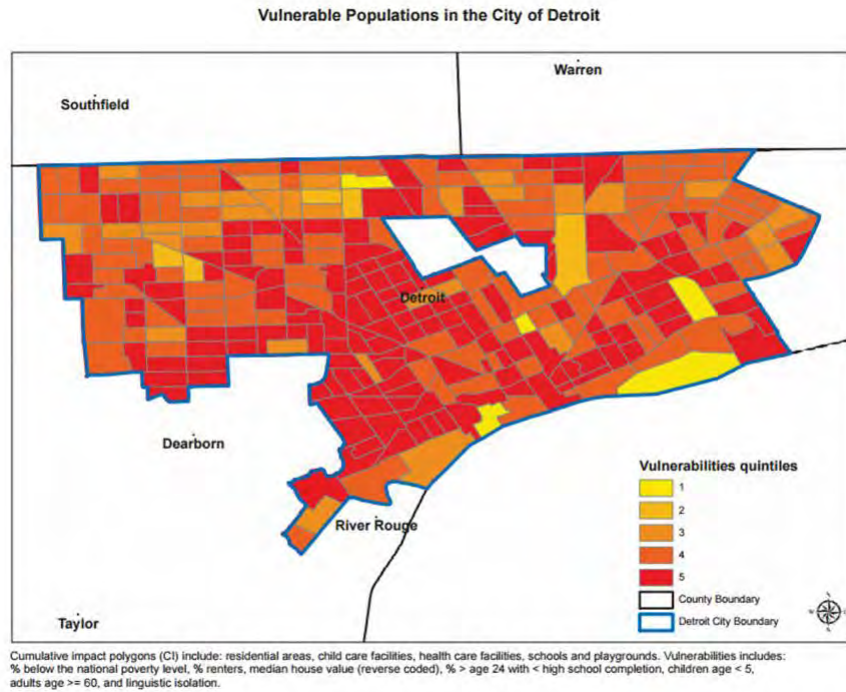 Vulnerable Populations in the City of Detroit
Warren
Southfield
Detroit
Dearborn
River Rouge
Taylor
Vulnerabilities quintiles
1
2
3
4
5
County Boundary
Detroit City Boundary
Cumulative impact polygons (CI) include: residential areas, child care facilities, health care facilities, schools and playgrounds. Vulnerabilities includes:
% below the national poverty level, % renters, median house value (reverse coded), % > age 24 with < high school completion, children age < 5,
adults age >= 60, and linguistic isolation.